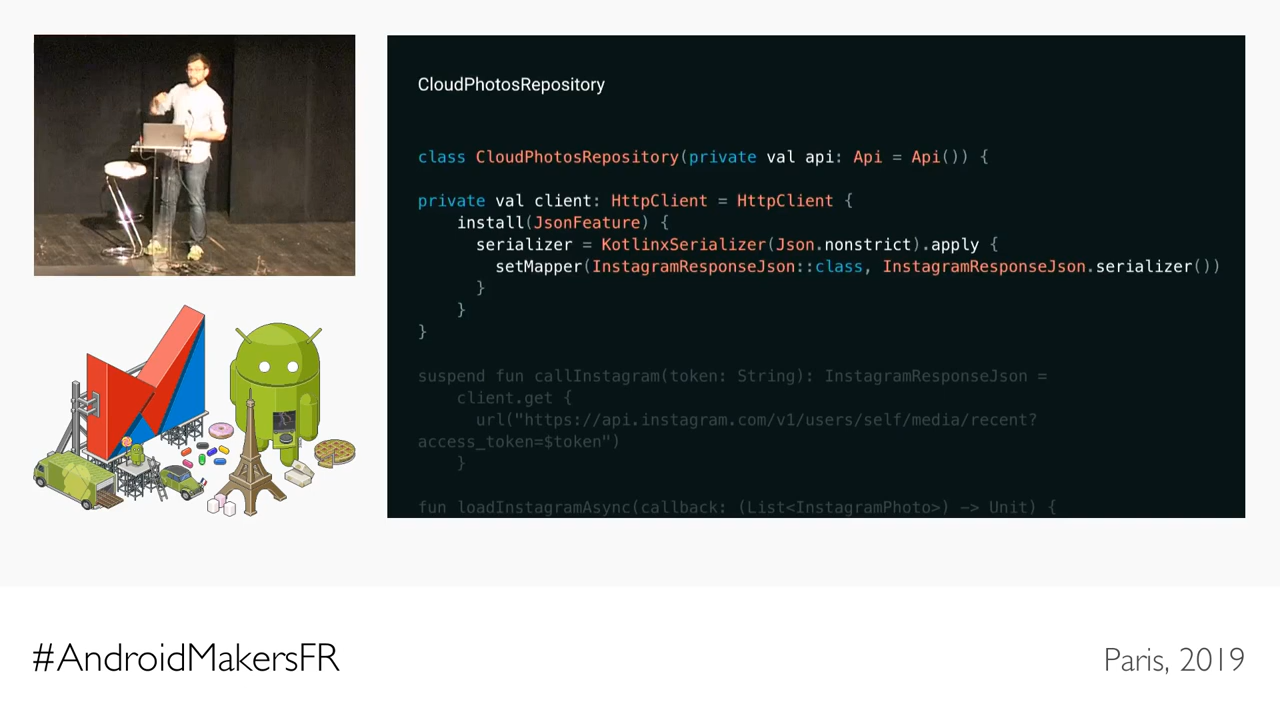 CloudPhotosRepository
class CloudPhotosRepository(private val api: Api = Api()) {
private val client: HttpClient = HttpClient {
install(JsonFeature) {
serializer = KotlinxSerializer(Json.nonstrict).apply {
setMapper(InstagramResponseJson::class, InstagramResponseJson.serializer())
}
}
}
suspend fun callInstagram(token: String): InstagramResponseJson =
client.get {
url("https://api.instagram.com/v1/users/self/media/recent?
access_token=$token")
}
fun loadInstagramAsync(callback: (List<InstagramPhoto>) -> Unit) {
#AndroidMakersFR
Paris, 2019